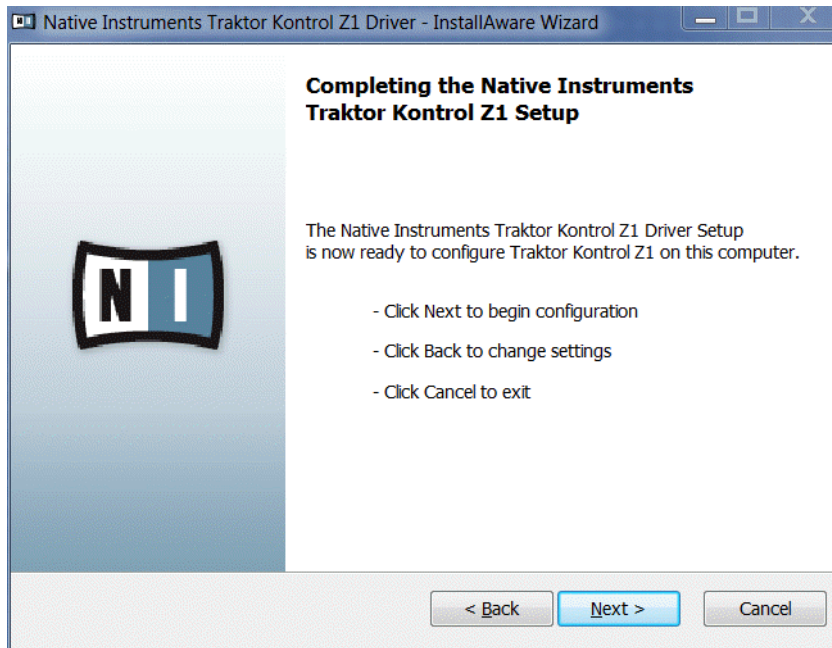 Native Instruments Traktor Kontrol Z1 Driver - InstallAware Wizard
Completing the Native Instruments
Traktor Kontrol Z1 Setup
The Native Instruments Traktor Kontrol Z1 Driver Setup
is now ready to configure Traktor Kontrol Z1 on this computer.
- Click Next to begin configuration
- Click Back to change settings
- Click Cancel to exit
N I
< Back Next > Cancel